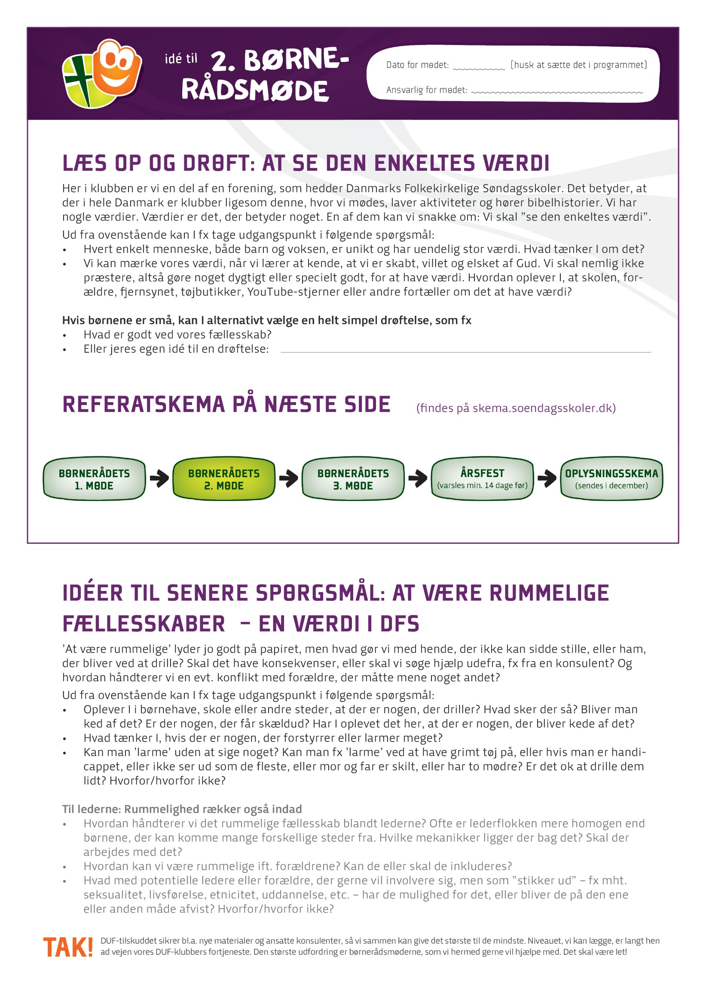 idé til 2. BØRNE-
RÅDSMØDE
Dato for mødet: (husk at sætte det i programmet)
Ansvarlig for mødet:
LÆS OP OG DRØFT: AT SE DEN ENKELTES VÆRDI
Her i klubben er vi en del af en forening, som hedder Danmarks Folkekirkelige Søndagsskoler. Det betyder, at
der i hele Danmark er klubber ligesom denne, hvor vi mødes, laver aktiviteter og hører bibelhistorier. Vi har
nogle værdier. Værdier er det, der betyder noget. En af dem kan vi snakke om: Vi skal ”se den enkeltes værdi”.
Ud fra ovenstående kan I fx tage udgangspunkt i følgende spørgsmål:
• Hvert enkelt menneske, både barn og voksen, er unikt og har uendelig stor værdi. Hvad tænker I om det?
• Vi kan mærke vores værdi, når vi lærer at kende, at vi er skabt, villet og elsket af Gud. Vi skal nemlig ikke
præstere, altså gøre noget dygtigt eller specielt godt, for at have værdi. Hvordan oplever I, at skolen, for-
ældre, fjernsynet, tøjbutikker, YouTube-stjerner eller andre fortæller om det at have værdi?
Hvis børnene er små, kan I alternativt vælge en helt simpel drøftelse, som fx
• Hvad er godt ved vores fællesskab?
• Eller jeres egen idé til en drøftelse:
REFERATSKEMA PÅ NÆSTE SIDE (findes på skema.soendagsskoler.dk)
BØRNERÅDETS
1. MØDE
BØRNERÅDETS
2. MØDE
BØRNERÅDETS
3. MØDE
ÅRSFEST
(varsles min. 14 dage før)
OPLYSNINGSSKEMA
(sendes i december)
IDÉER TIL SENERE SPØRGSMÅL: AT VÆRE RUMMELIGE
FÆLLESSKABER – EN VÆRDI I DFS
’At være rummelige’ lyder jo godt på papiret, men hvad gør vi med hende, der ikke kan sidde stille, eller ham,
der bliver ved at drille? Skal det have konsekvenser, eller skal vi søge hjælp udefra, fx fra en konsulent? Og
hvordan håndterer vi en evt. konflikt med forældre, der måtte mene noget andet?
Ud fra ovenstående kan I fx tage udgangspunkt i følgende spørgsmål:
• Oplever I i børnehave, skole eller andre steder, at der er nogen, der driller? Hvad sker der så? Bliver man
ked af det? Er der nogen, der får skældud? Har I oplevet det her, at der er nogen, der bliver kede af det?
• Hvad tænker I, hvis der er nogen, der forstyrrer eller larmer meget?
• Kan man ’larme’ uden at sige noget? Kan man fx ’larme’ ved at have grimt tøj på, eller hvis man er handi-
cappet, eller ikke ser ud som de fleste, eller mor og far er skilt, eller har to mødre? Er det ok at drille dem
lidt? Hvorfor/hvorfor ikke?
Til lederne: Rummelighed rækker også indad
• Hvordan håndterer vi det rummelige fællesskab blandt lederne? Ofte er lederflokken mere homogen end
børnene, der kan komme mange forskellige steder fra. Hvilke mekanikker ligger der bag det? Skal der
arbejdes med det?
• Hvordan kan vi være rummelige ift. forældrene? Kan de eller skal de inkluderes?
• Hvad med potentielle ledere eller forældre, der gerne vil involvere sig, men som ”stikker ud” – fx mht.
seksualitet, livsførelse, etnicitet, uddannelse, etc. – har de mulighed for det, eller bliver de på den ene
eller anden måde afvist? Hvorfor/hvorfor ikke?
TAK! DUF-tilskuddet sikrer bl.a. nye materialer og ansatte konsulenter, så vi sammen kan give det største til de mindste. Niveauet, vi kan lægge, er langt hen
ad vejen vores DUF-klubbers fortjeneste. Den største udfordring er børnerådsmøderne, som vi hermed gerne vil hjælpe med. Det skal være let!